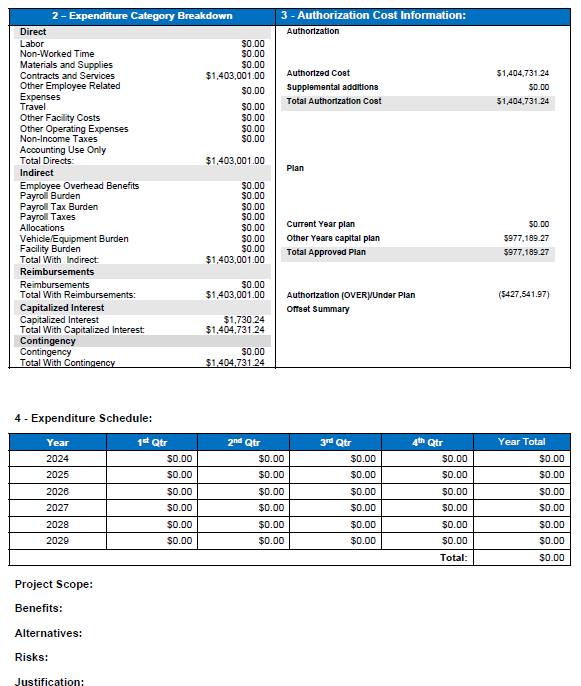 2 – Expenditure Category Breakdown
Direct
Labor $0.00
Non-Worked Time $0.00
Materials and Supplies $0.00
Contracts and Services $1,403,001.00
Other Employee Related
Expenses $0.00
Travel $0.00
Other Facility Costs $0.00
Other Operating Expenses $0.00
Non-Income Taxes $0.00
Accounting Use Only
Total Directs: $1,403,001.00
Indirect
Employee Overhead Benefits $0.00
Payroll Burden $0.00
Payroll Tax Burden $0.00
Payroll Taxes $0.00
Allocations $0.00
Vehicle/Equipment Burden $0.00
Facility Burden $0.00
Total With Indirect: $1,403,001.00
Reimbursements
Reimbursements $0.00
Total With Reimbursements: $1,403,001.00
Capitalized Interest
Capitalized Interest $1,730.24
Total With Capitalized Interest: $1,404,731.24
Contingency
Contingency $0.00
Total With Contingency $1,404,731.24
3 - Authorization Cost Information:
Authorization
Authorized Cost $1,404,731.24
Supplemental additions $0.00
Total Authorization Cost $1,404,731.24
Plan
Current Year plan $0.00
Other Years capital plan $977,189.27
Total Approved Plan $977,189.27
Authorization (OVER)/Under Plan ($427,541.97)
Offset Summary
4 - Expenditure Schedule:
Year 1st Qtr 2nd Qtr 3rd Qtr 4th Qtr Year Total
2024 $0.00 $0.00 $0.00 $0.00 $0.00
2025 $0.00 $0.00 $0.00 $0.00 $0.00
2026 $0.00 $0.00 $0.00 $0.00 $0.00
2027 $0.00 $0.00 $0.00 $0.00 $0.00
2028 $0.00 $0.00 $0.00 $0.00 $0.00
2029 $0.00 $0.00 $0.00 $0.00 $0.00
Total: $0.00
Project Scope:
Benefits:
Alternatives:
Risks:
Justification: